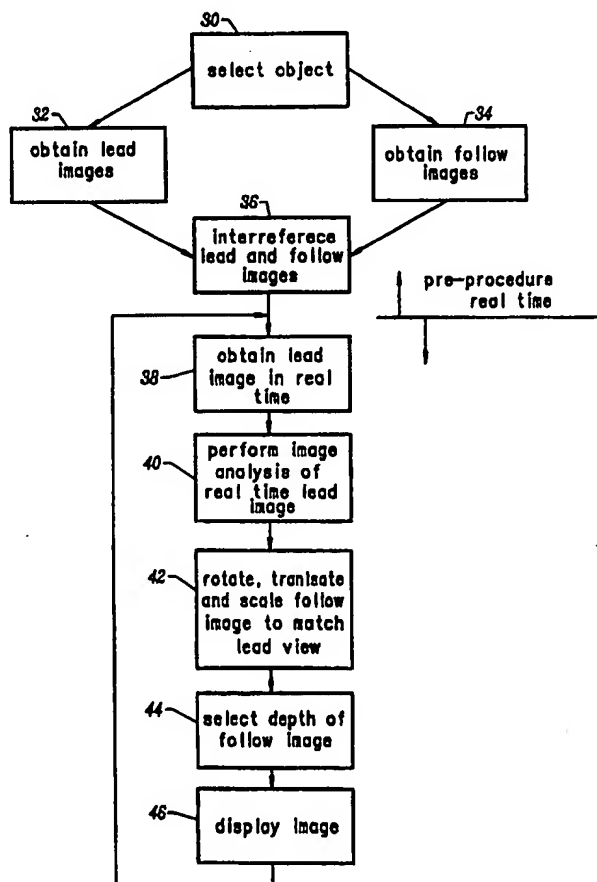 30
select object
32
obtain lead
images
34
obtain follow
images
36
interreferece
lead and follow
images
pre-procedure
real time
38
obtain lead
image in real
time
40
perform image
analysis of
real time lead
image
42
rotate, tranlsate
and scale follow
image to match
lead view
44
select depth of
follow image
46
display image